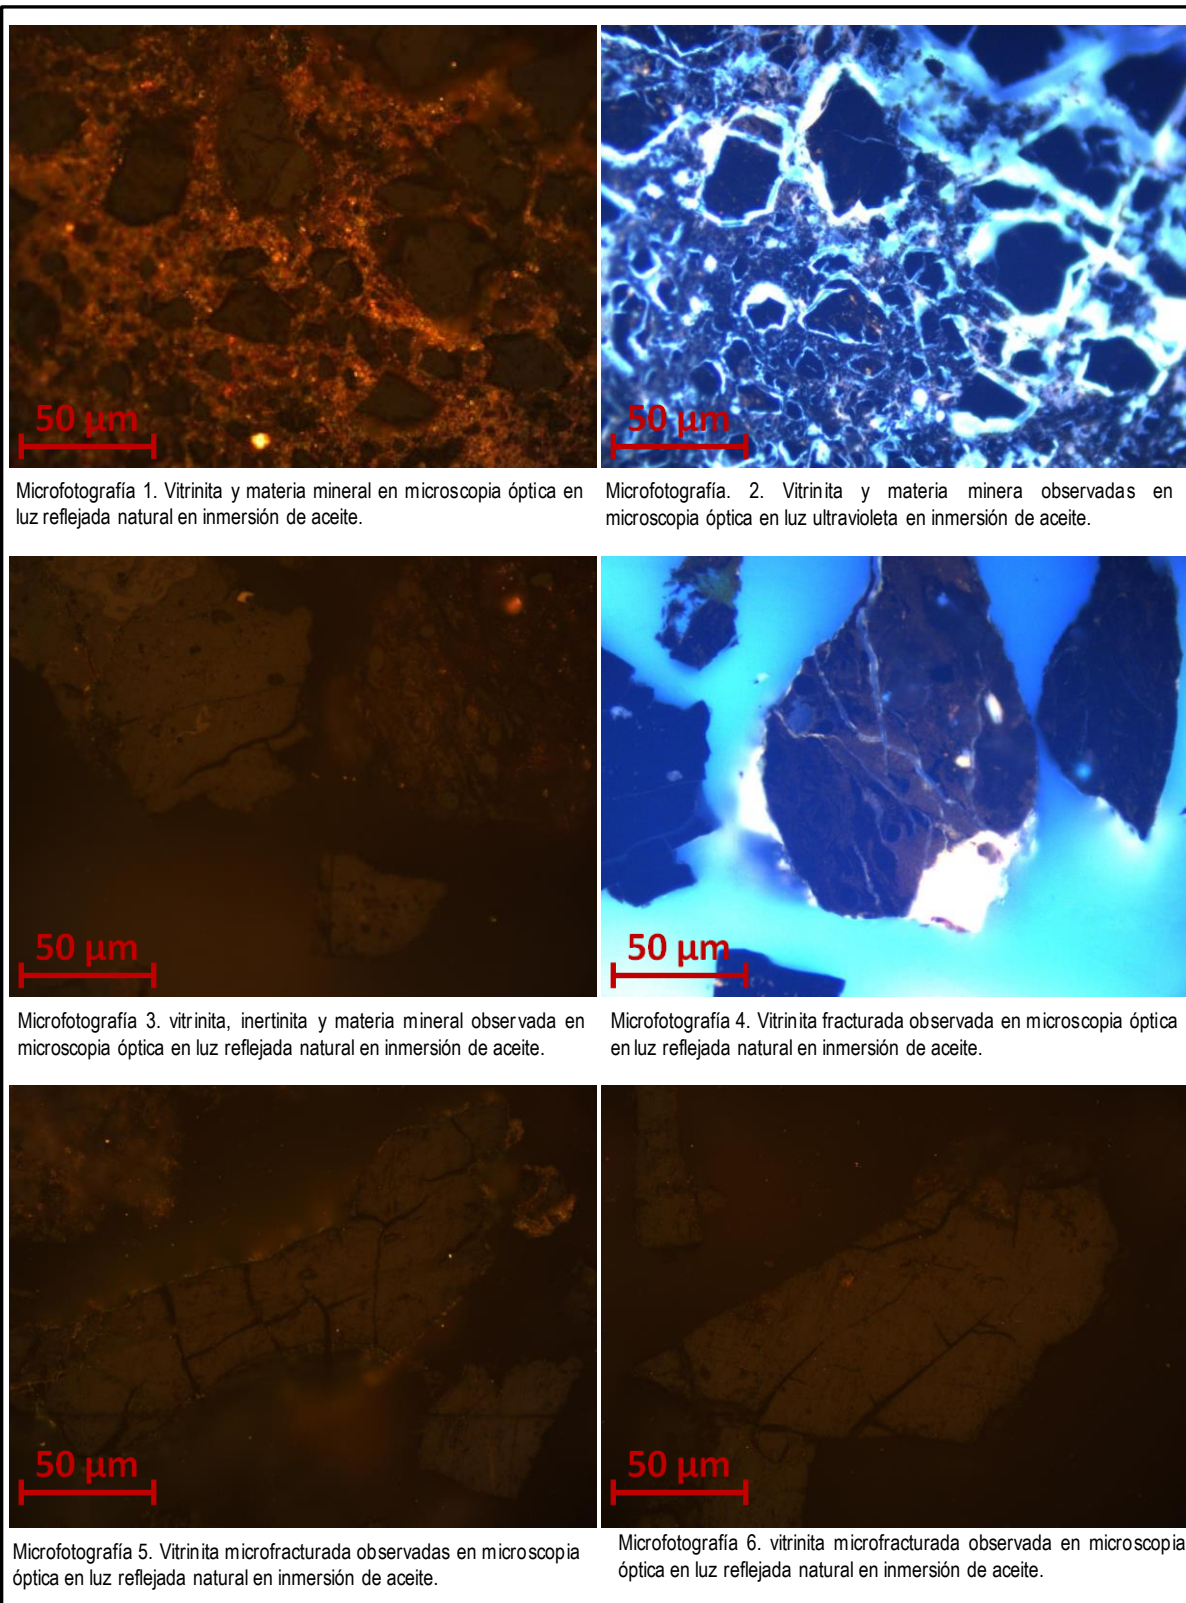 50 µm
50 µm
Microfotografía 1. Vitrinita y materia mineral en microscopia óptica en
luz reflejada natural en inmersión de aceite.
Microfotografía. 2. Vitrinita y materia minera observadas en
microscopia óptica en luz ultravioleta en inmersión de aceite.
50 µm
50 µm
Microfotografía 3. vitrinita, inertinita y materia mineral observada en
microscopia óptica en luz reflejada natural en inmersión de aceite.
Microfotografía 4. Vitrinita fracturada observada en microscopia óptica
en luz reflejada natural en inmersión de aceite.
50 µm
50 µm
Microfotografía 5. Vitrinita microfracturada observadas en microscopia
óptica en luz reflejada natural en inmersión de aceite.
Microfotografía 6. vitrinita microfracturada observada en microscopia
óptica en luz reflejada natural en inmersión de aceite.